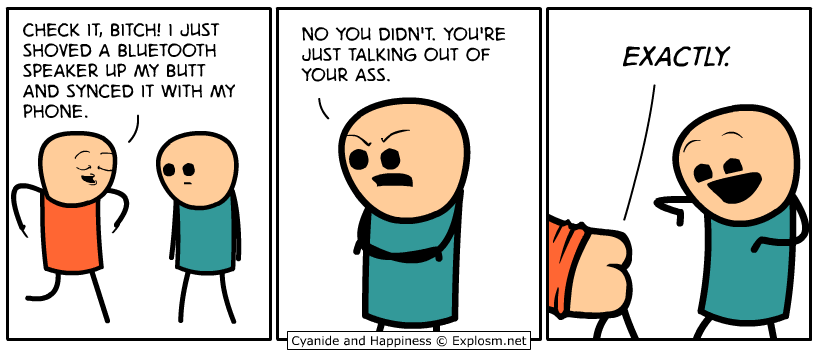 CHECK IT, BITCH! I JUST
SHOVED A BLUETOOTH
SPEAKER UP MY BUTT
AND SYNCED IT WITH MY
PHONE.
NO YOU DIDN'T. YOU'RE
JUST TALKING OUT OF
YOUR ASS.
EXACTLY.
Cyanide and Happiness © Explosm.net